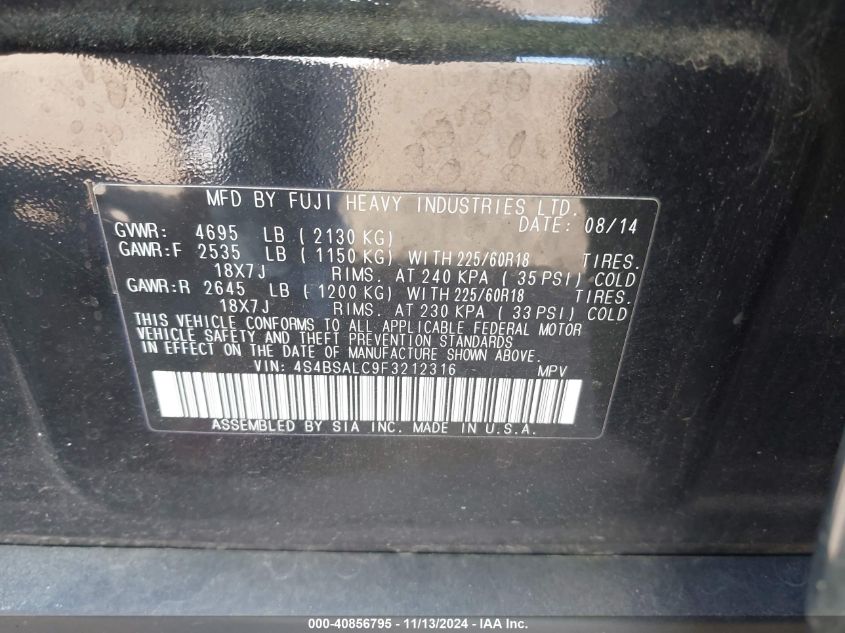 MFD BY FUJI HEAVY INDUSTRIES LTD.
DATE: 08/14
GVWR: 4695 LB ( 2130 KG)
GAWR:F 2535 LB ( 1150 KG) WITH 225/60R18 TIRES.
18X7J RIMS. AT 240 KPA ( 35 PSI) COLD
GAWR:R 2645 LB ( 1200 KG) WITH 225/60R18 TIRES.
18X7J RIMS. AT 230 KPA ( 33 PSI) COLD
THIS VEHICLE CONFORMS TO ALL APPLICABLE FEDERAL MOTOR
VEHICLE SAFETY AND THEFT PREVENTION STANDARDS
IN EFFECT ON THE DATE OF MANUFACTURE SHOWN ABOVE.
VIN: 4S4BSALC9F3212316 MPV
ASSEMBLED BY SIA INC. MADE IN U.S.A.
000-40856795 - 11/13/2024 - IAA Inc.